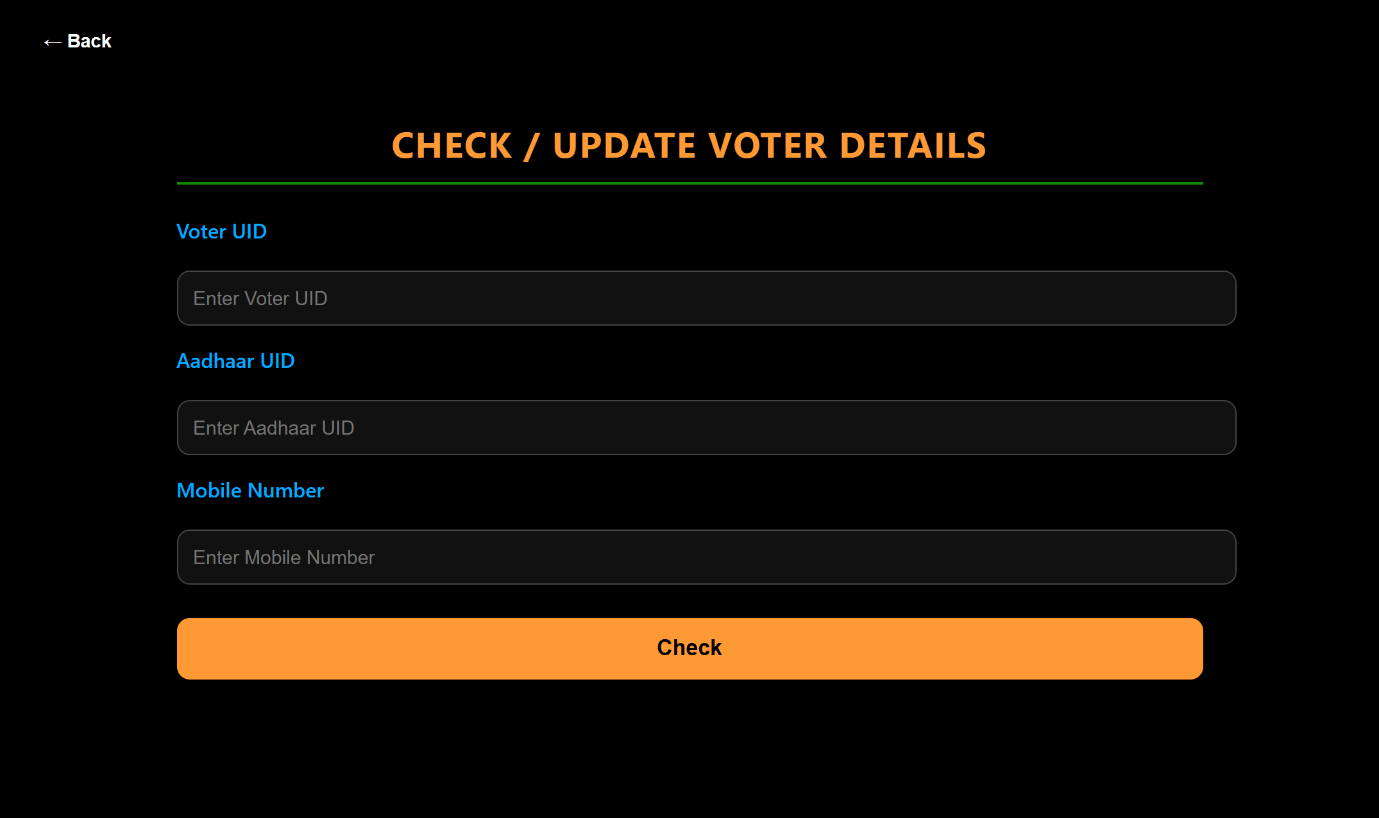 ← Back
CHECK / UPDATE VOTER DETAILS
Voter UID
Enter Voter UID
Aadhaar UID
Enter Aadhaar UID
Mobile Number
Enter Mobile Number
Check